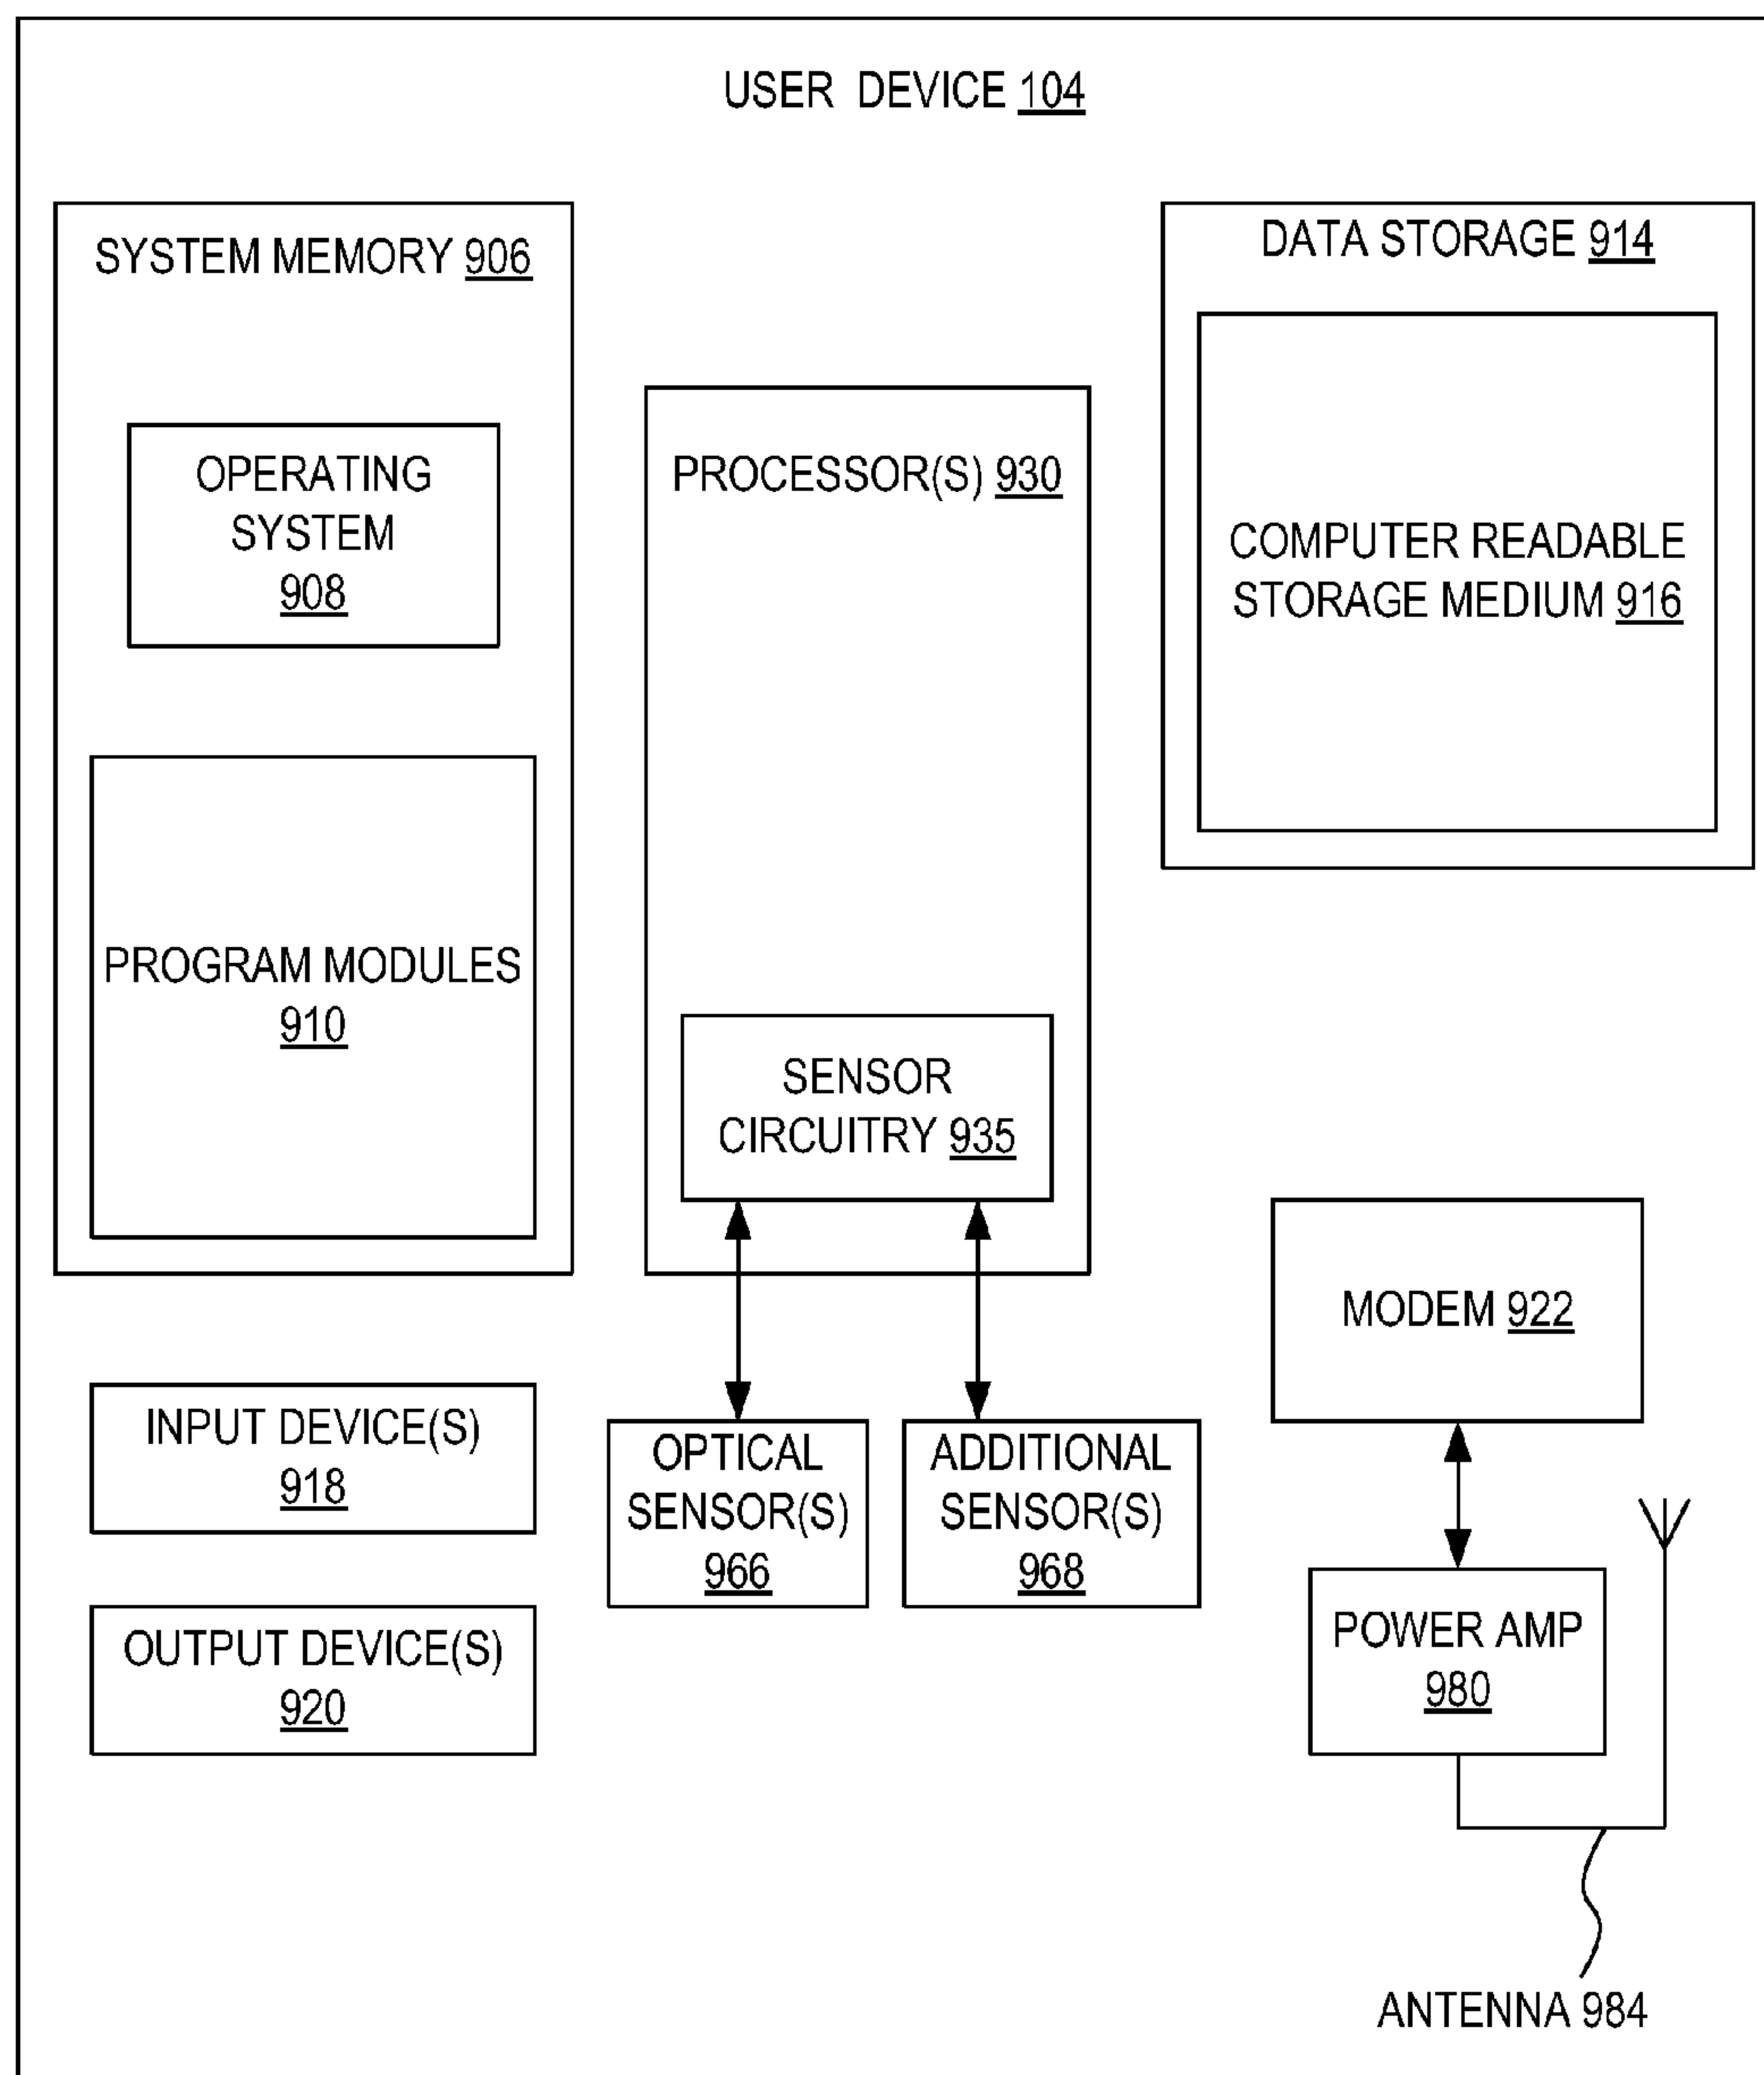 USER DEVICE 104
SYSTEM MEMORY 906
OPERATING
SYSTEM
908
PROGRAM MODULES
910
PROCESSOR(S) 930
SENSOR
CIRCUITRY 935
DATA STORAGE 914
COMPUTER READABLE
STORAGE MEDIUM 916
INPUT DEVICE(S)
918
OUTPUT DEVICE(S)
920
OPTICAL
SENSOR(S)
966
ADDITIONAL
SENSOR(S)
968
MODEM 922
POWER AMP
980
ANTENNA 984